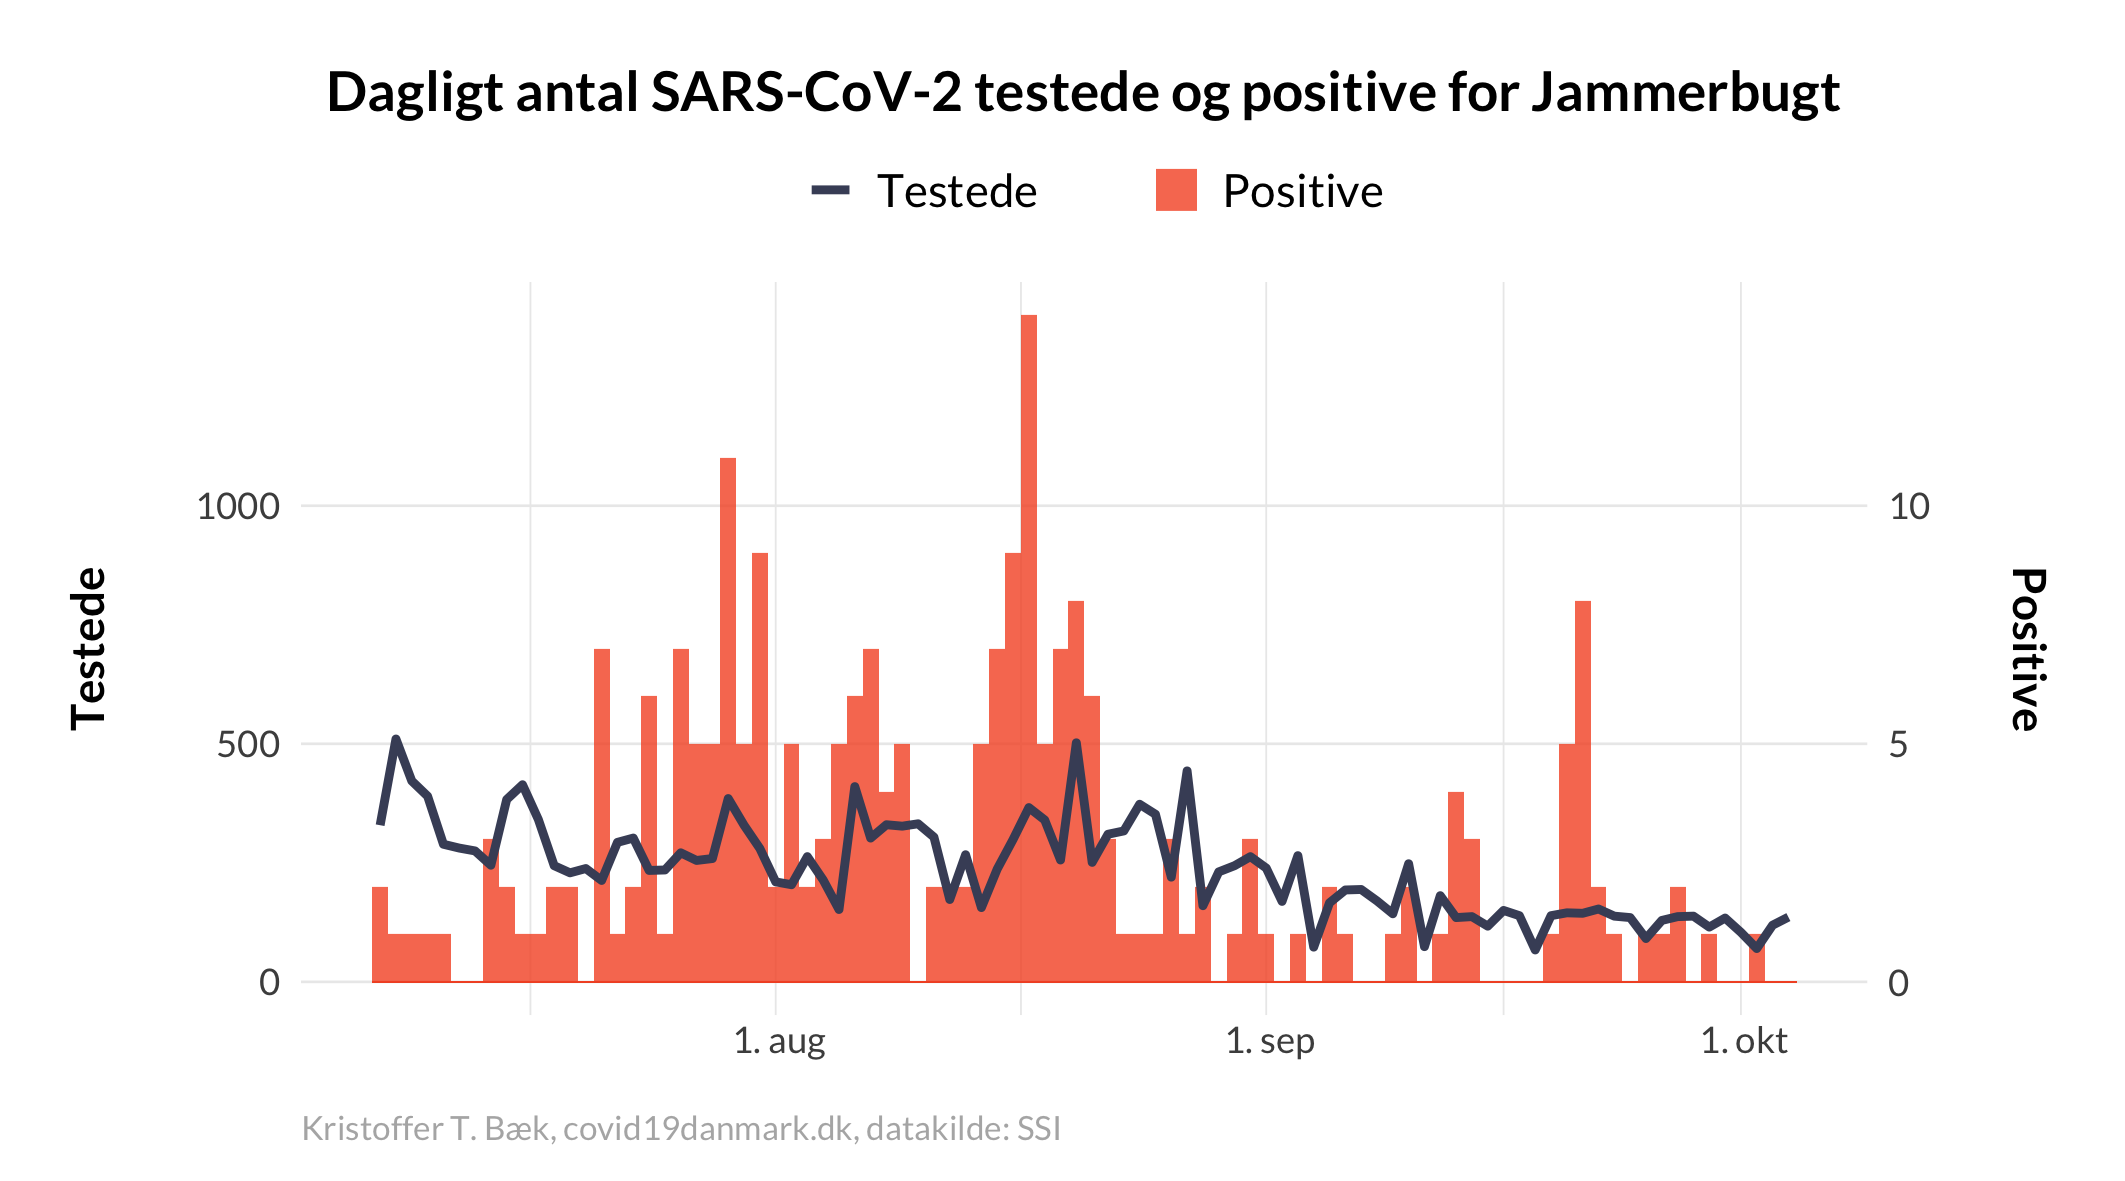 Dagligt antal SARS-CoV-2 testede og positive for Jammerbugt
Testede Positive
1000 10
Testede
Positive
500 5
0 0
1. aug 1. sep 1. okt
Kristoffer T. Bæk, covid19danmark.dk, datakilde: SSI